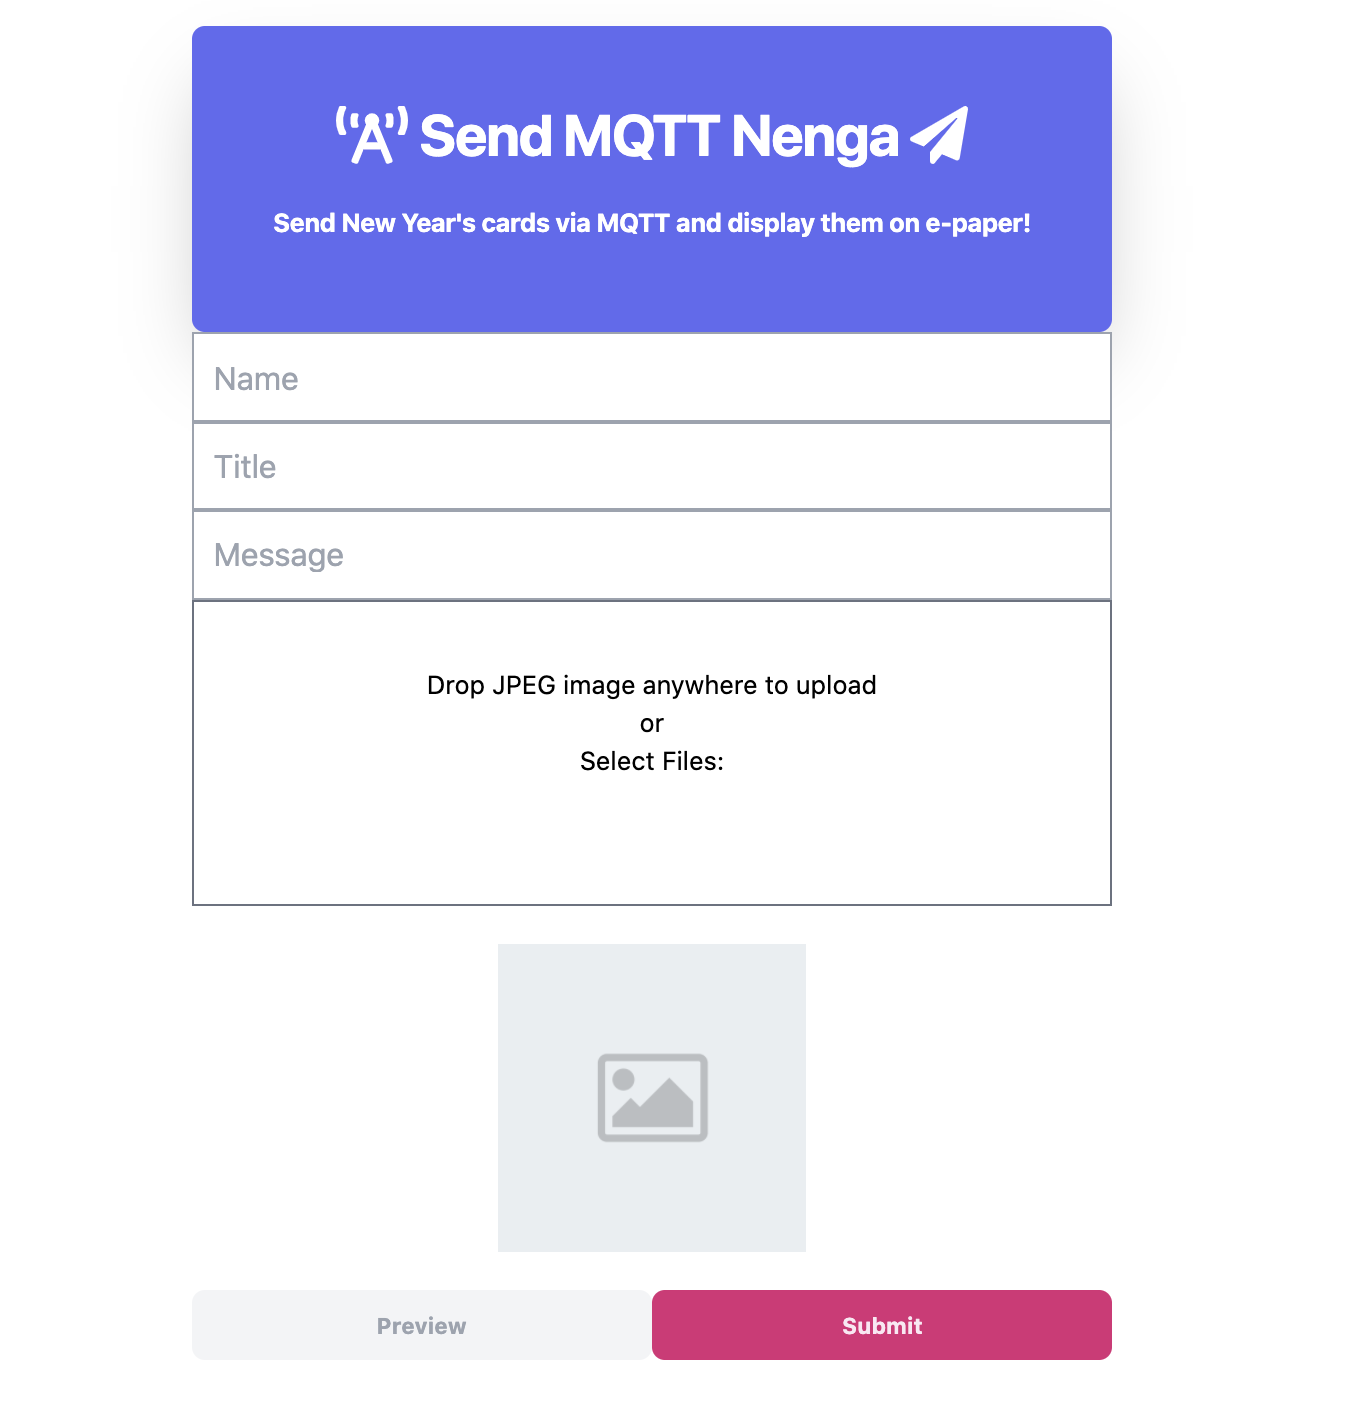 Send MQTT Nenga
Send New Year's cards via MQTT and display them on e-paper!
Name
Title
Message
Drop JPEG image anywhere to upload
or
Select Files:
Preview
Submit